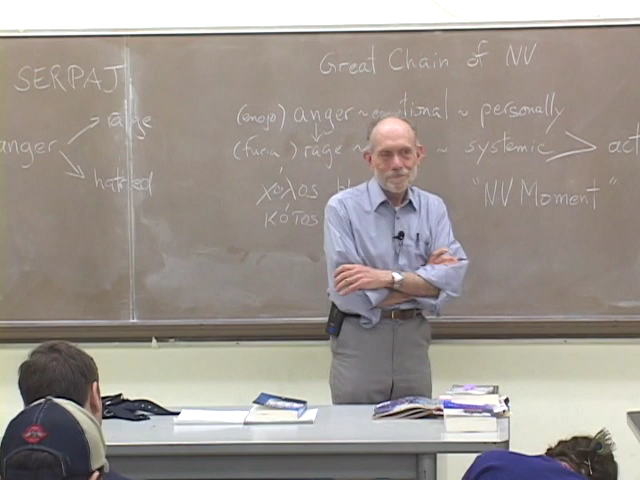 SERPAJ
anger
rage
hatred
Great Chain of NV
(enojo) anger ~ emotional ~ personally
(furia) rage ~ ~ systemic > act
χόλος
κότος
"NV Moment"